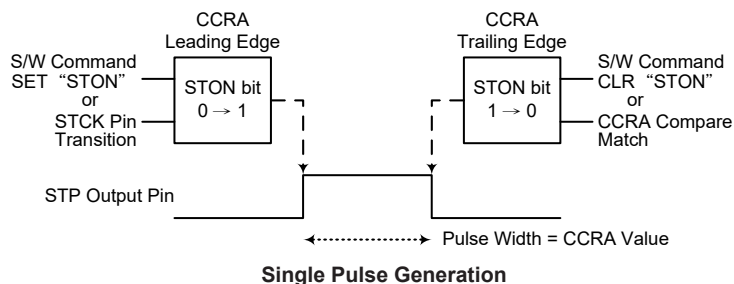 CCRA
Leading Edge
S/W Command
SET “STON”
or
STCK Pin
Transition
STON bit
0 → 1
CCRA
Trailing Edge
STON bit
1 → 0
S/W Command
CLR “STON”
or
CCRA Compare
Match
STP Output Pin
Pulse Width = CCRA Value
Single Pulse Generation